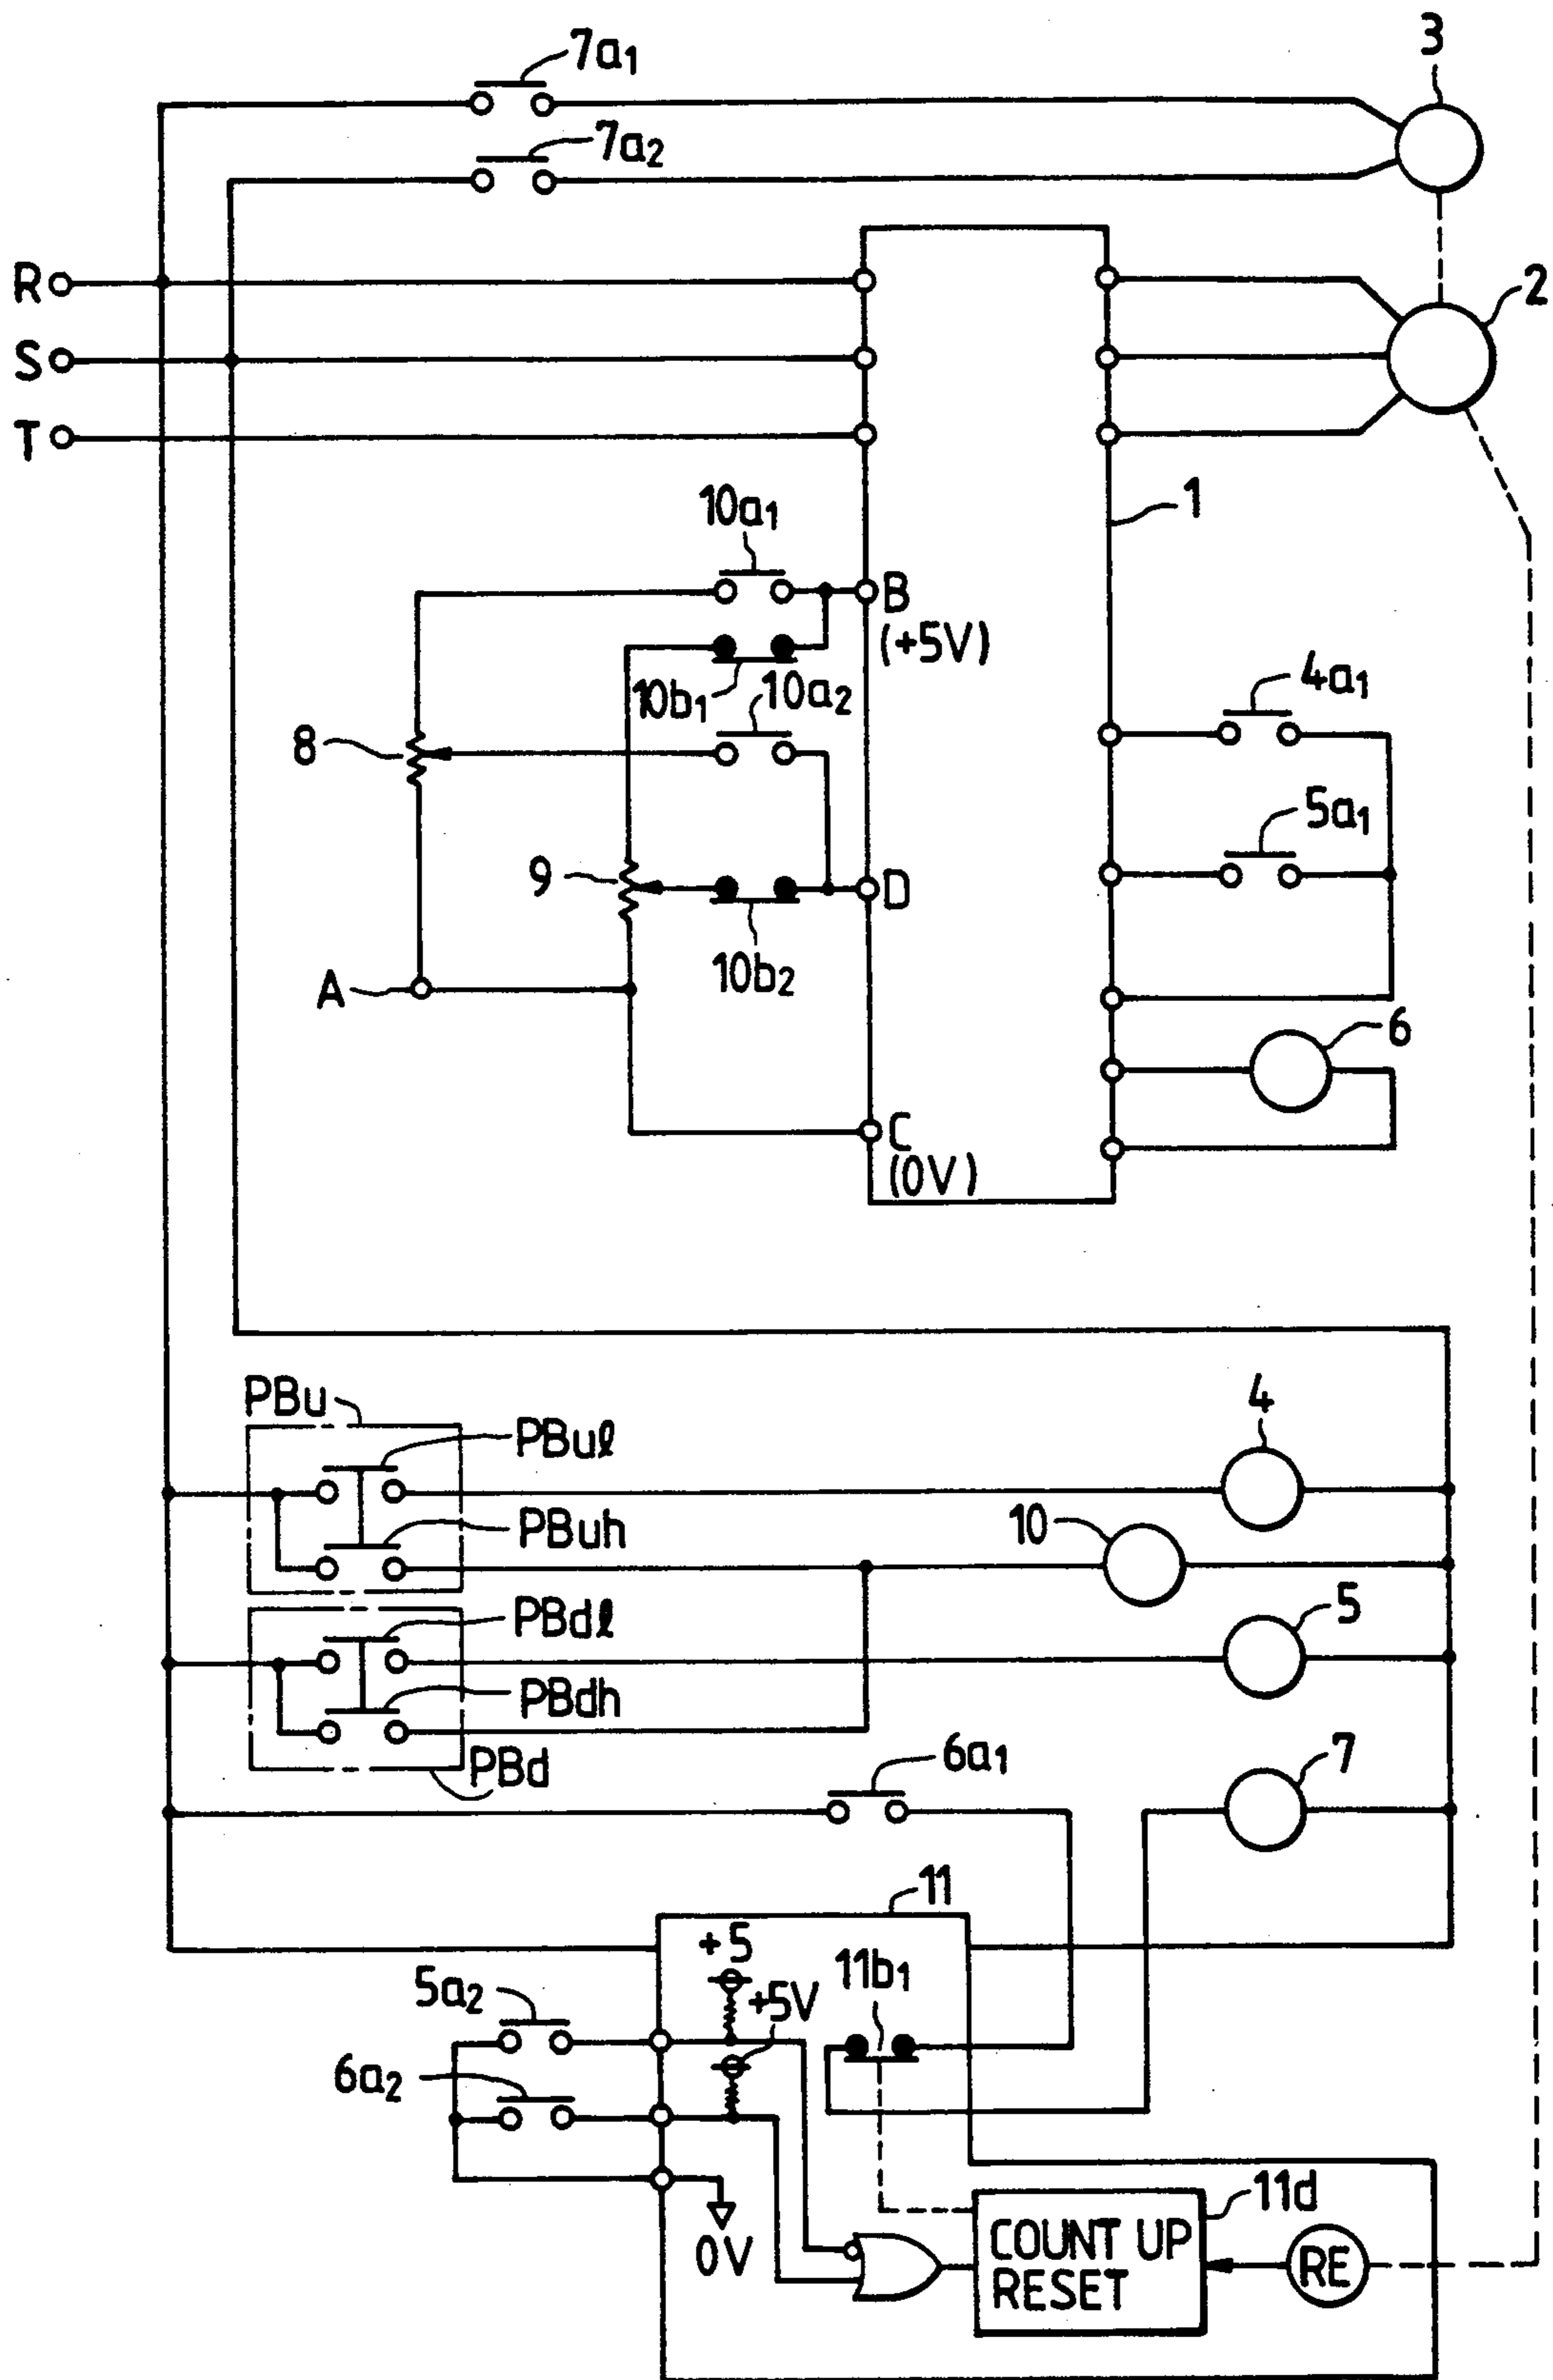 7a₁
3
7a₂
R
2
S
T
10a₁
1
B
(+5V)
10b₁
10a₂
4a₁
8
5a₁
9
D
A
10b₂
6
C
(0V)
PBu
4
PBuℓ
10
PBuh
PBdℓ
5
PBdh
PBd
6a₁
7
11
+5
5a₂
11b₁
+5V
6a₂
11d
0V
COUNT UP
RESET
RE